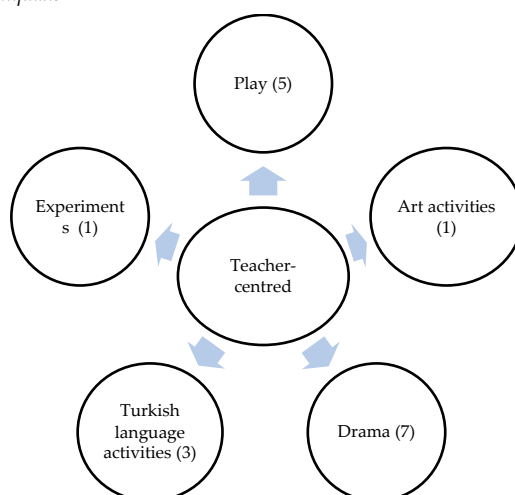 Play (5)
Experiment
s (1)
Art activities
(1)
Teacher-
centred
Turkish
language
activities (3)
Drama (7)